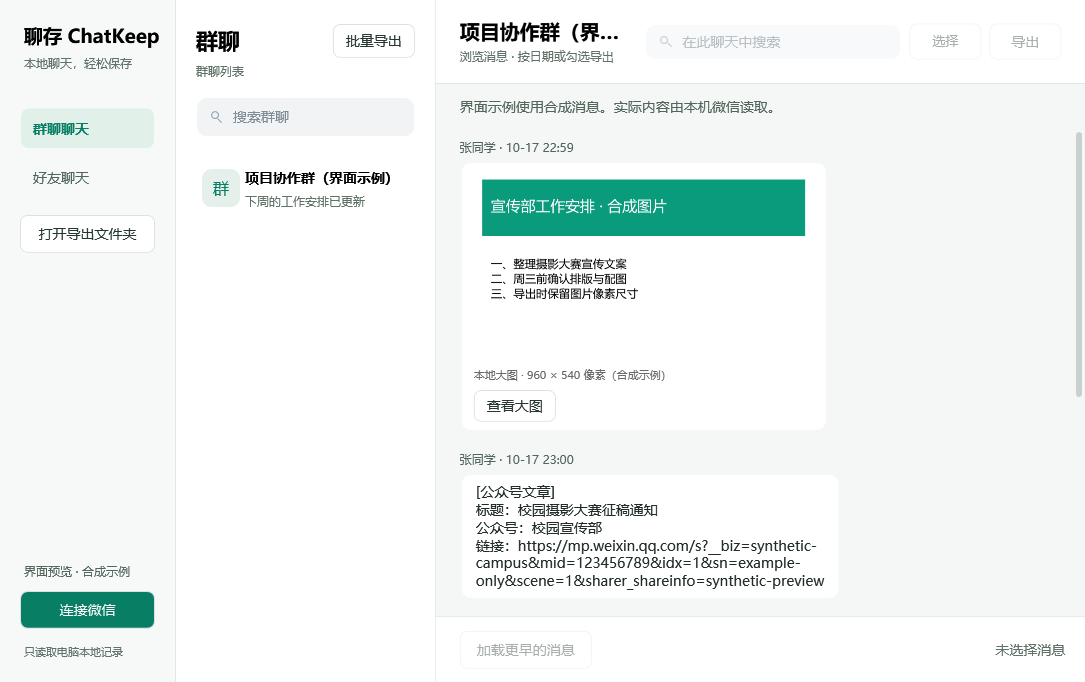 聊存 ChatKeep
本地聊天，轻松保存
群聊聊天
好友聊天
打开导出文件夹
界面预览 · 合成示例
连接微信
只读取电脑本地记录
群聊
批量导出
群聊列表
搜索群聊
群
项目协作群（界面示例）
下周的工作安排已更新
项目协作群（界...
浏览消息 · 按日期或勾选导出
在此聊天中搜索
选择
导出
界面示例使用合成消息。实际内容由本机微信读取。
张同学 · 10-17 22:59
宣传部工作安排 · 合成图片
一、整理摄影大赛宣传文案
二、周三前确认排版与配图
三、导出时保留图片像素尺寸
本地大图 · 960 × 540 像素（合成示例）
查看大图
张同学 · 10-17 23:00
[公众号文章]
标题：校园摄影大赛征稿通知
公众号：校园宣传部
链接：https://mp.weixin.qq.com/s?__biz=synthetic-
campus&mid=123456789&idx=1&sn=example-
only&scene=1&sharer_shareinfo=synthetic-preview
加载更早的消息
未选择消息